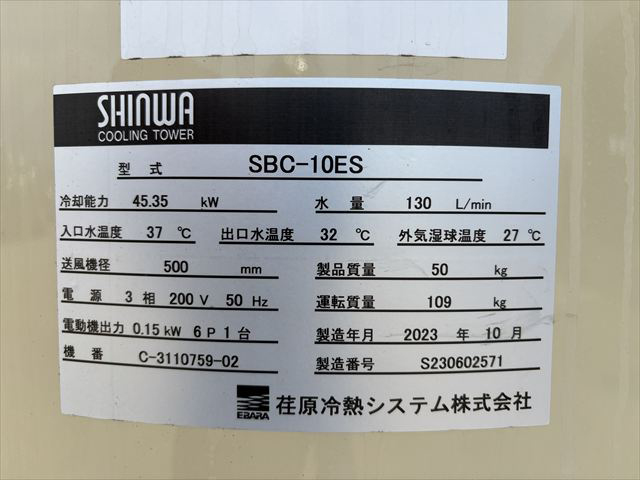 SHINWA
COOLING TOWER
型式 SBC-10ES
冷却能力 45.35 kW 水量 130 L/min
入口水温度 37 ℃ 出口水温度 32 ℃ 外気湿球温度 27 ℃
送風機径 500 mm 製品質量 50 kg
電源 3相 200 V 50 Hz 運転質量 109 kg
電動機出力 0.15 kW 6 P 1 台 製造年月 2023 年 10 月
機番 C-3110759-02 製造番号 S230602571
EBARA 荏原冷熱システム株式会社